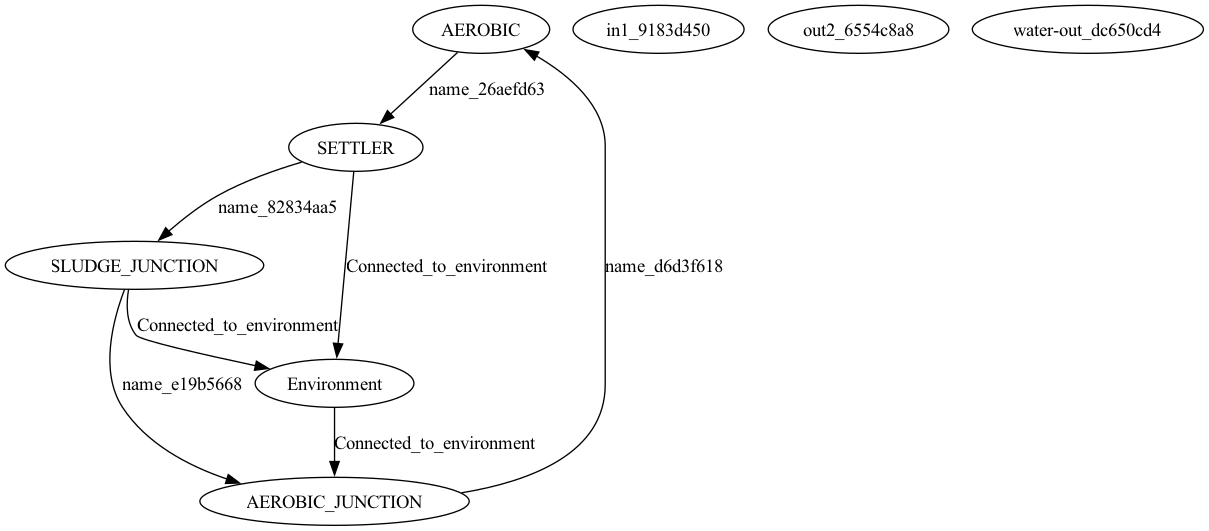 AEROBIC
in1_9183d450
out2_6554c8a8
water-out_dc650cd4
name_26aefd63
SETTLER
name_82834aa5
SLUDGE_JUNCTION
Connected_to_environment
name_d6d3f618
Connected_to_environment
name_e19b5668
Environment
Connected_to_environment
AEROBIC_JUNCTION